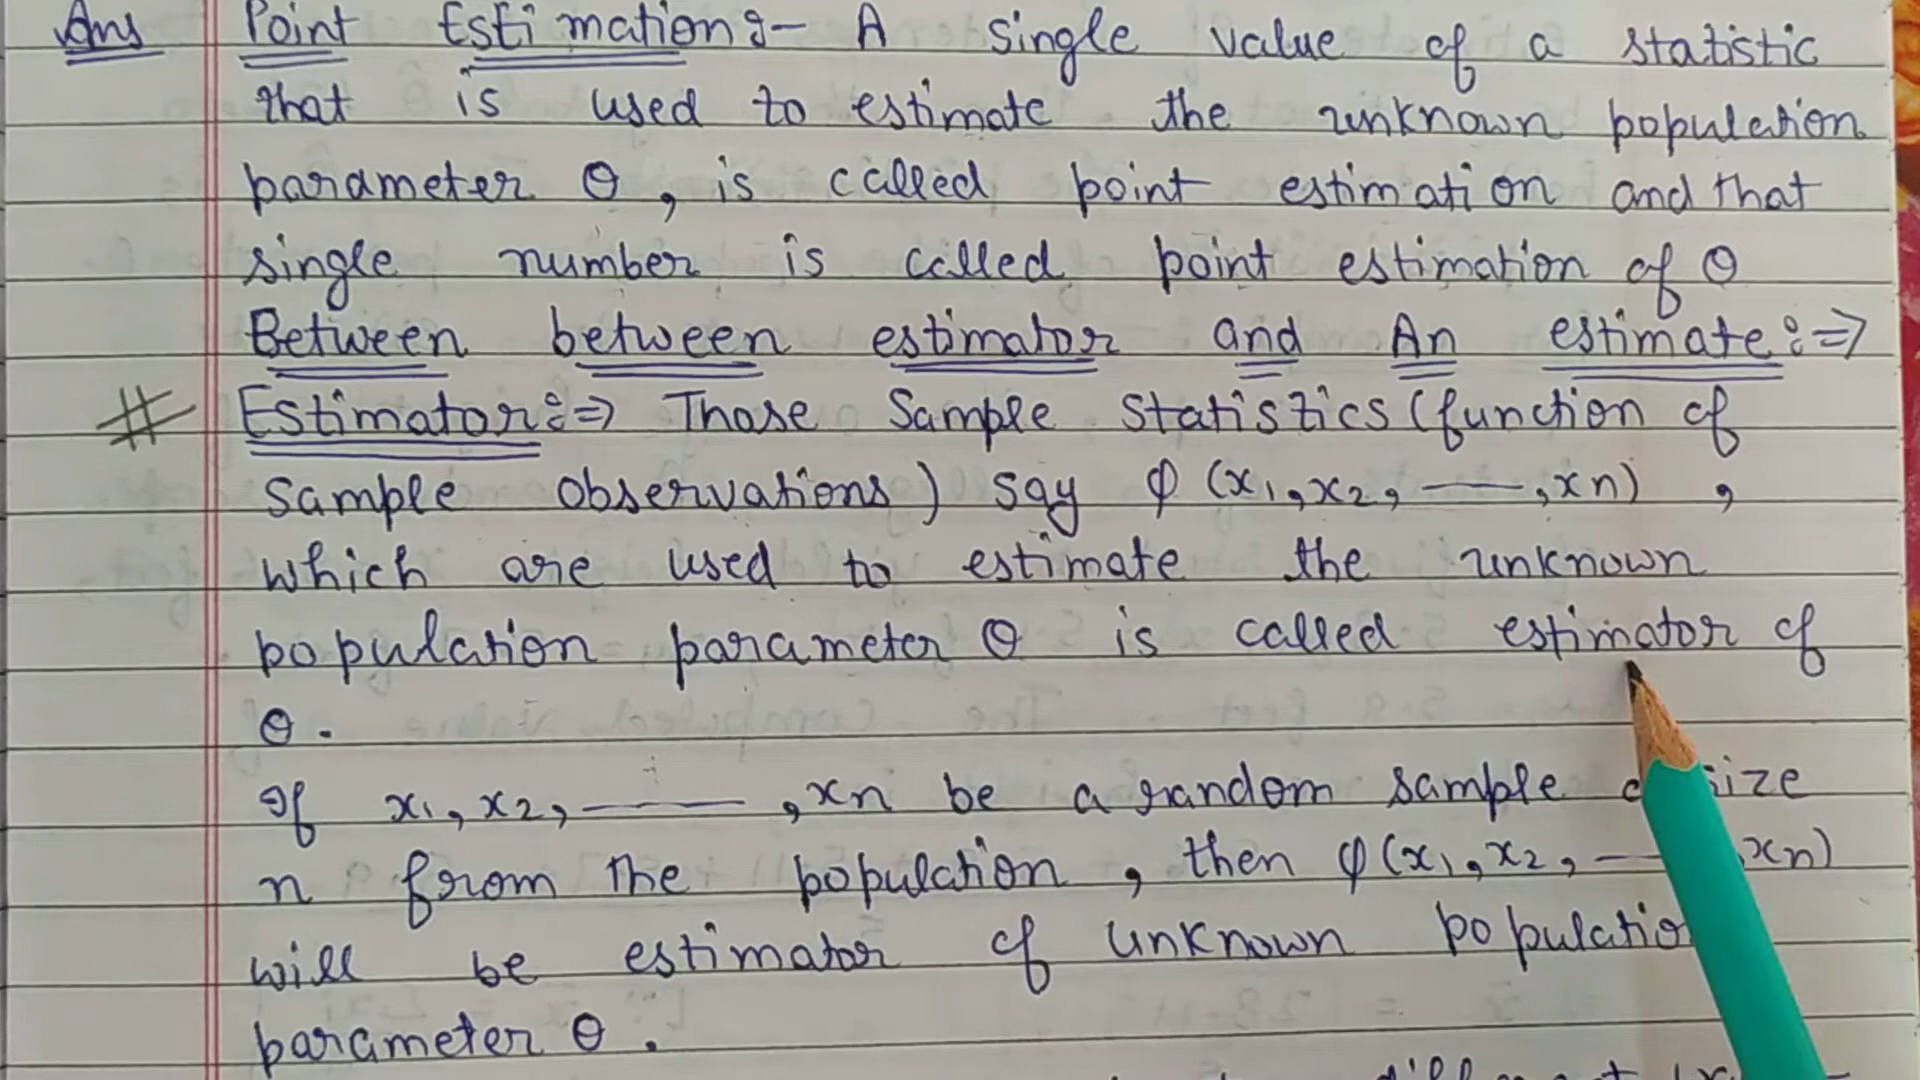 Ans Point Estimation:- A single value of a statistic
that is used to estimate the unknown population
parameter θ, is called point estimation and that
single number is called point estimation of θ
Between between estimator and An estimate:⇒
# Estimator:⇒ Those Sample Statistics (function of
Sample observations) say φ (x1, x2, ——, xn) ,
which are used to estimate the unknown
population parameter θ is called estimator of
θ.
If x1, x2, ——— , xn be a random sample size
n from the population , then φ(x1, x2, — , xn)
will be estimator of unknown populatio
parameter θ .